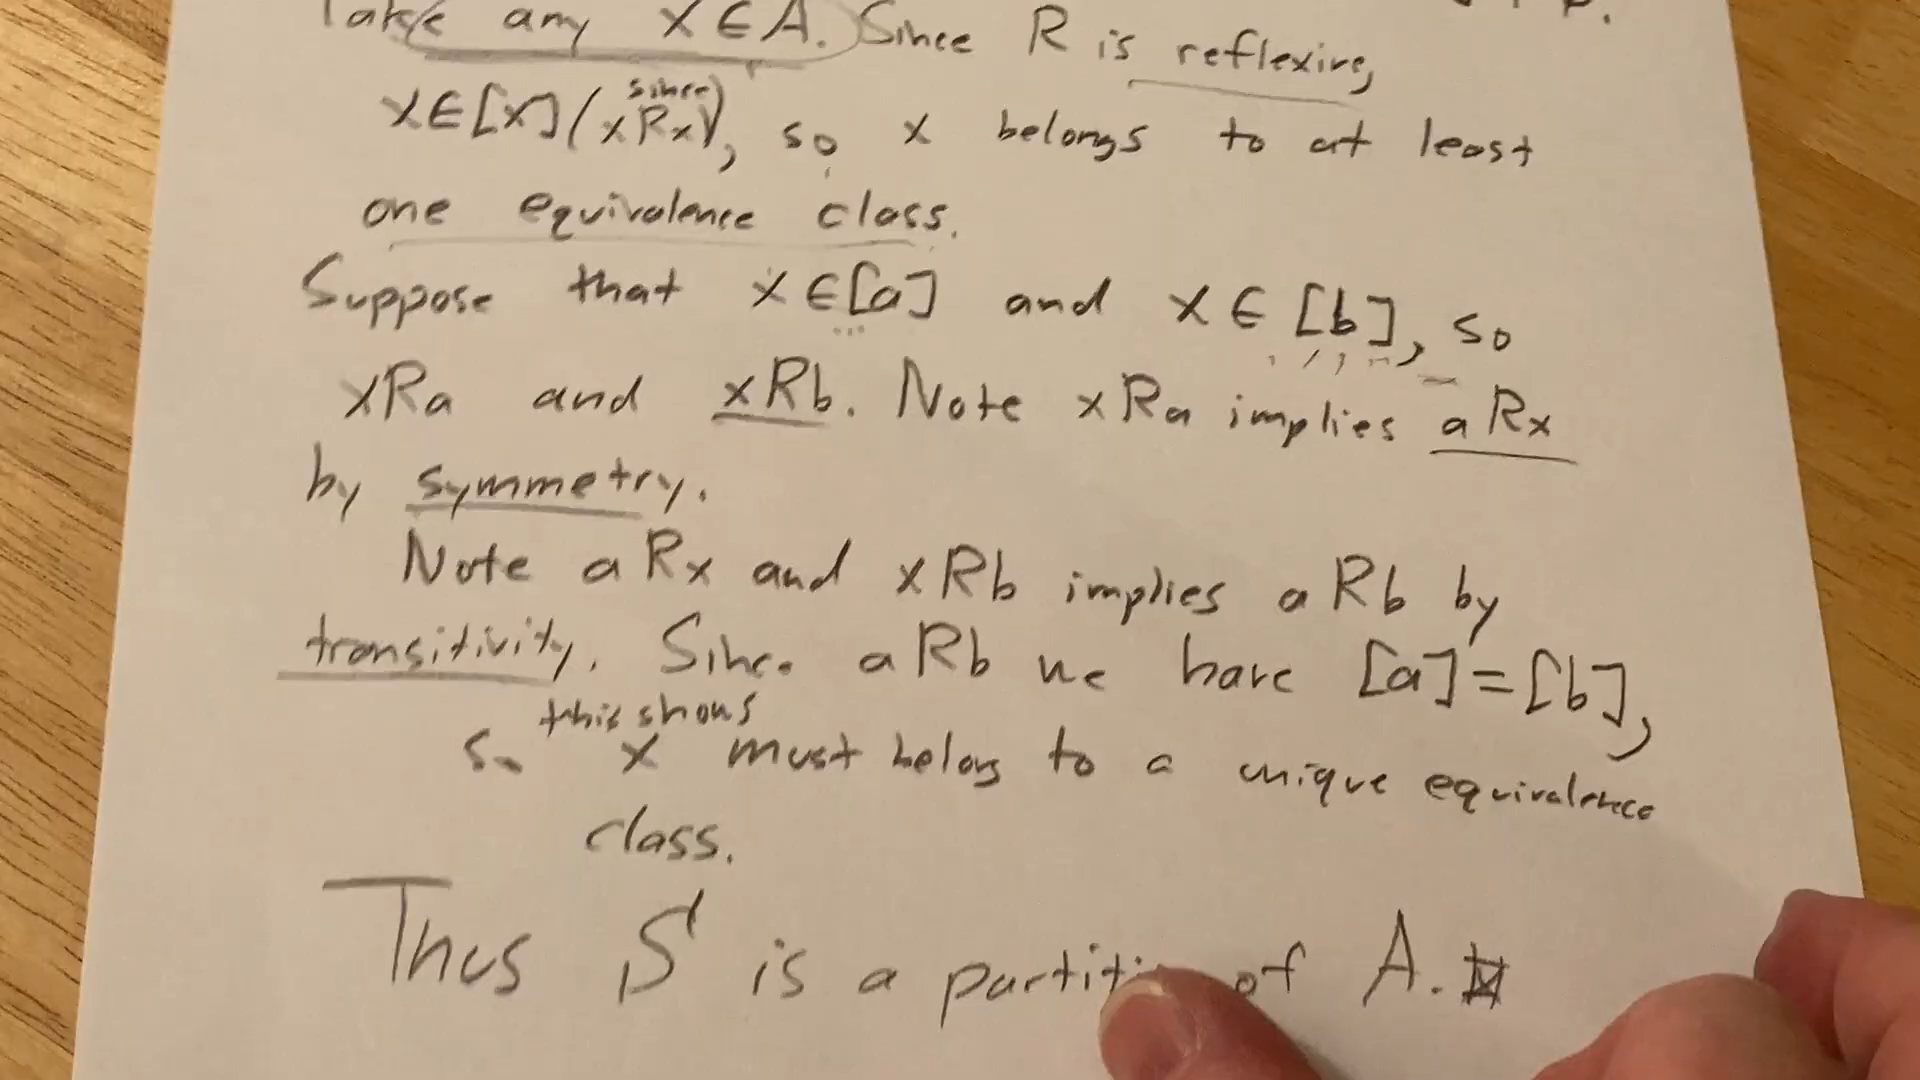 Take any x ∈ A. Since R is reflexive,
since
x ∈ [x] (xRx), so x belongs to at least
one equivalence class.
Suppose that x ∈ [a] and x ∈ [b], so
xRa and xRb. Note xRa implies aRx
by symmetry.
Note aRx and xRb implies aRb by
transitivity. Since aRb we have [a] = [b],
this shows
so x must belong to a unique equivalence
class.
Thus S is a of A.